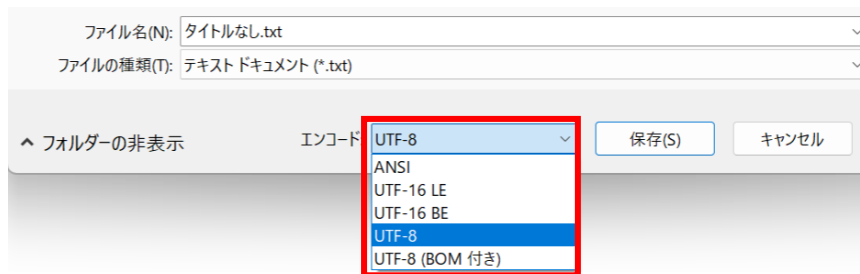 ファイル名(N): タイトルなし.txt
ファイルの種類(T): テキスト ドキュメント (*.txt)
フォルダーの非表示 エンコード UTF-8 保存(S) キャンセル
ANSI
UTF-16 LE
UTF-16 BE
UTF-8
UTF-8 (BOM 付き)